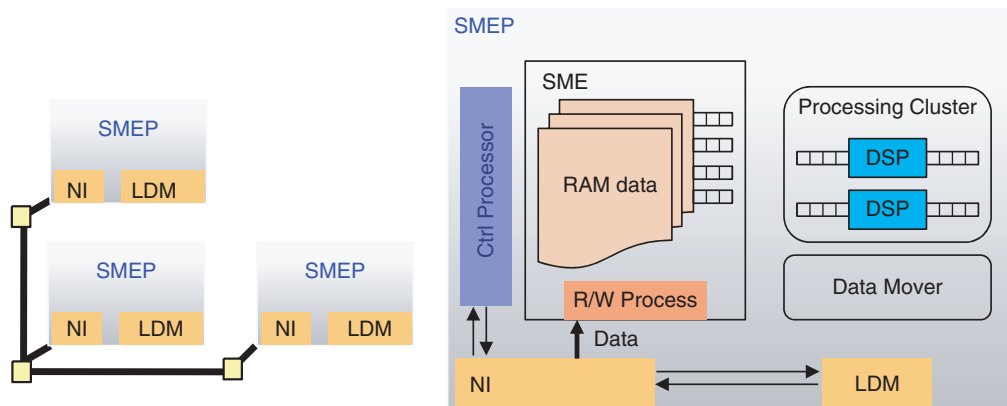 SMEP
NI
LDM
SMEP
NI
LDM
SMEP
NI
LDM
SMEP
Ctrl Processor
SME
RAM data
R/W Process
Data
Processing Cluster
DSP
DSP
Data Mover
NI
LDM